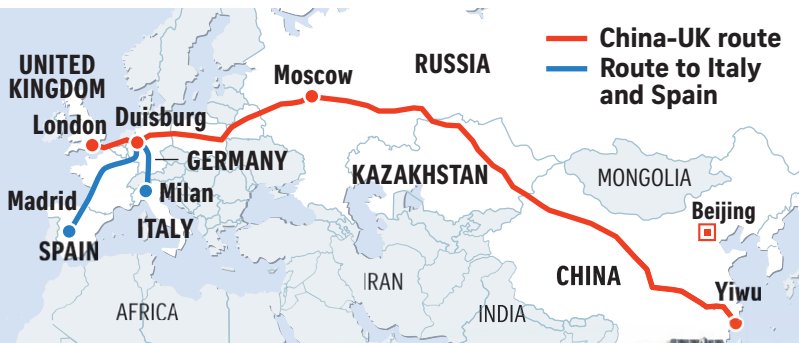 China-UK route
Route to Italy
and Spain
UNITED
KINGDOM
Moscow
RUSSIA
London
Duisburg
GERMANY
KAZAKHSTAN
MONGOLIA
Madrid
Milan
Beijing
ITALY
SPAIN
IRAN
CHINA
Yiwu
AFRICA
INDIA